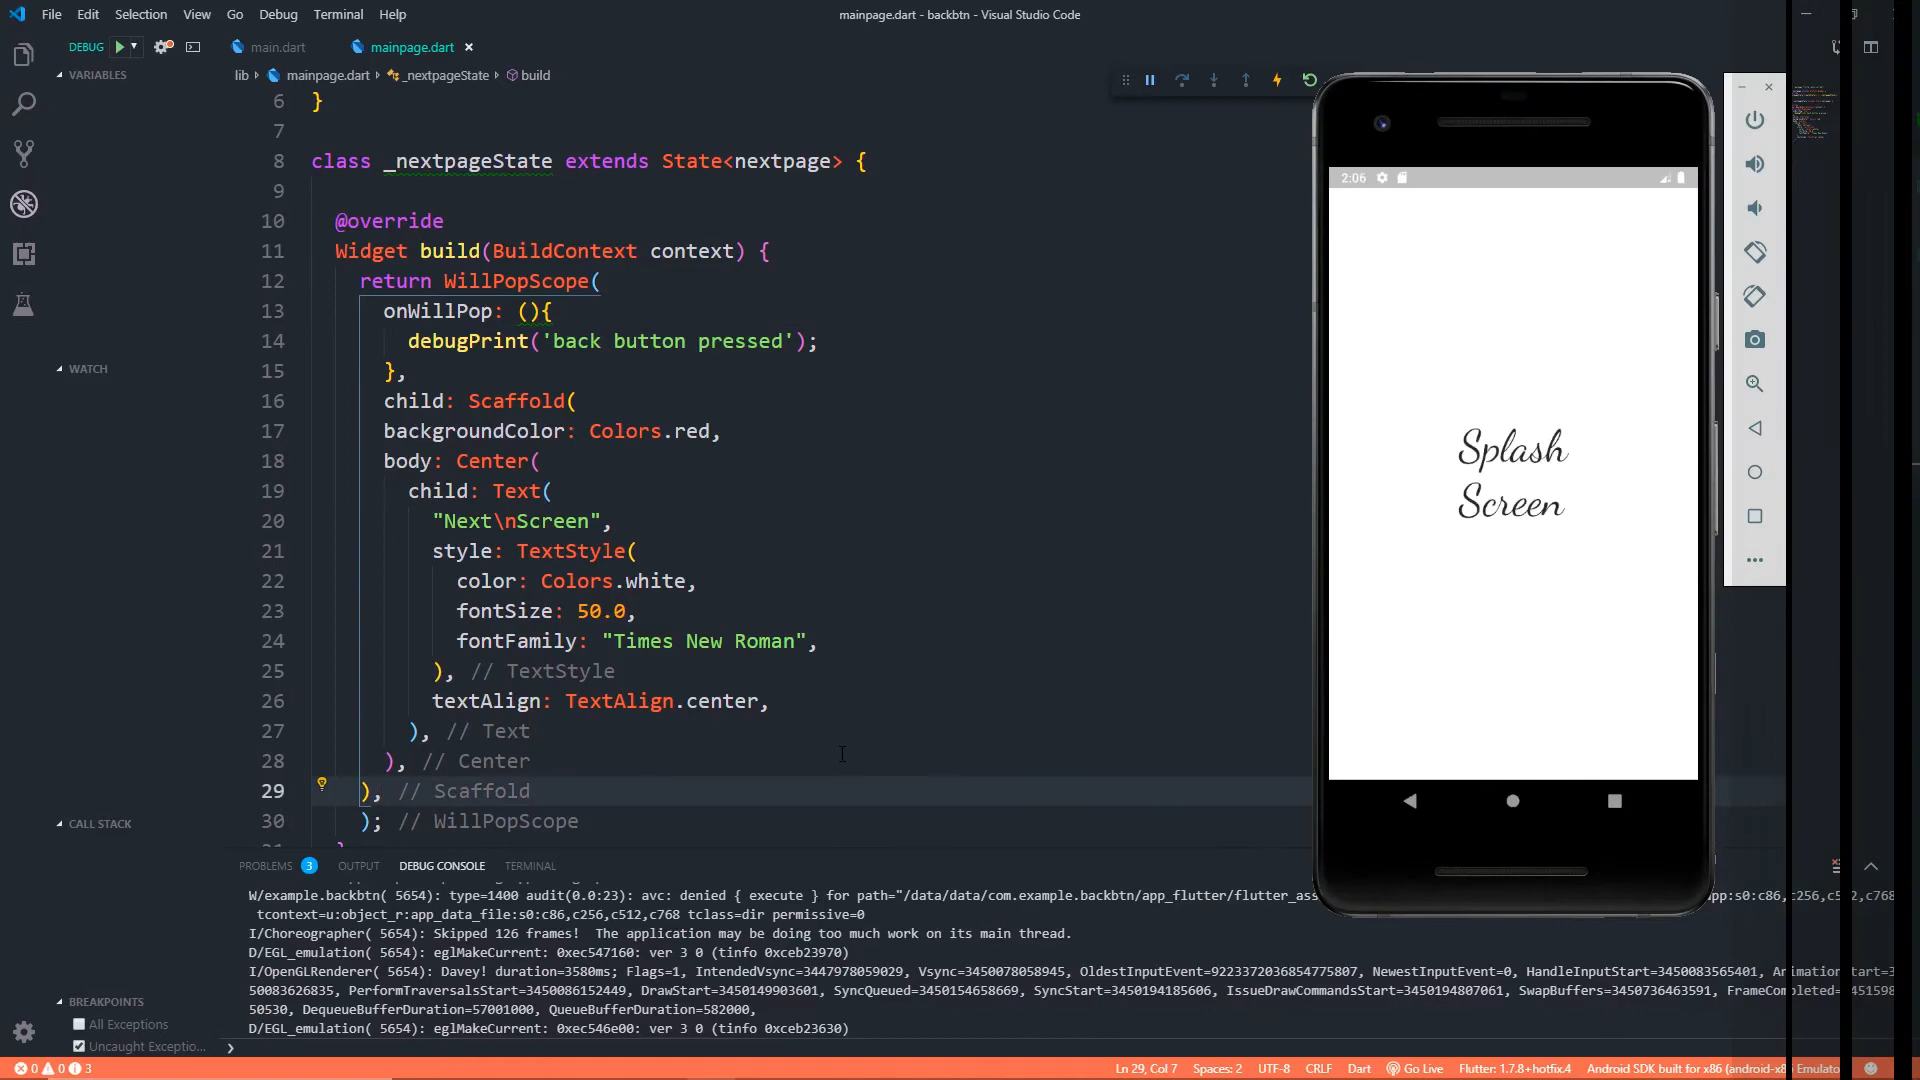 File Edit Selection View Go Debug Terminal Help
mainpage.dart - backbtn - Visual Studio Code
DEBUG
main.dart
mainpage.dart
VARIABLES
lib mainpage.dart _nextpageState build
6 }
7
8 class _nextpageState extends State<nextpage> {
9
10 @override
11 Widget build(BuildContext context) {
12 return WillPopScope(
13 onWillPop: (){
14 debugPrint('back button pressed');
15 },
16 child: Scaffold(
17 backgroundColor: Colors.red,
18 body: Center(
19 child: Text(
20 "Next\nScreen",
21 style: TextStyle(
22 color: Colors.white,
23 fontSize: 50.0,
24 fontFamily: "Times New Roman",
25 ), // TextStyle
26 textAlign: TextAlign.center,
27 ), // Text
28 ), // Center
29 ), // Scaffold
30 ); // WillPopScope
WATCH
CALL STACK
BREAKPOINTS
All Exceptions
Uncaught Exceptio...
2:06
Splash
Screen
PROBLEMS 3 OUTPUT DEBUG CONSOLE TERMINAL
W/example.backbtn( 5654): type=1400 audit(0.0:23): avc: denied { execute } for path="/data/data/com.example.backbtn/app_flutter/flutter_ass
tcontext=u:object_r:app_data_file:s0:c86,c256,c512,c768 tclass=dir permissive=0
I/Choreographer( 5654): Skipped 126 frames! The application may be doing too much work on its main thread.
D/EGL_emulation( 5654): eglMakeCurrent: 0xec547160: ver 3 0 (tinfo 0xceb23970)
I/OpenGLRenderer( 5654): Davey! duration=3580ms; Flags=1, IntendedVsync=3447978059029, Vsync=3450078058945, OldestInputEvent=9223372036854775807, NewestInputEvent=0, HandleInputStart=3450083565401,
50083626835, PerformTraversalsStart=3450086152449, DrawStart=3450149903601, SyncQueued=3450154658669, SyncStart=3450194185606, IssueDrawCommandsStart=3450194807061, SwapBuffers=3450736463591,
50530, DequeueBufferDuration=57001000, QueueBufferDuration=582000,
D/EGL_emulation( 5654): eglMakeCurrent: 0xec546e00: ver 3 0 (tinfo 0xceb23630)
0 0 3
Ln 29, Col 7 Spaces: 2 UTF-8 CRLF Dart Go Live Flutter: 1.7.8+hotfix.4 Android SDK built for x86 (android-x8